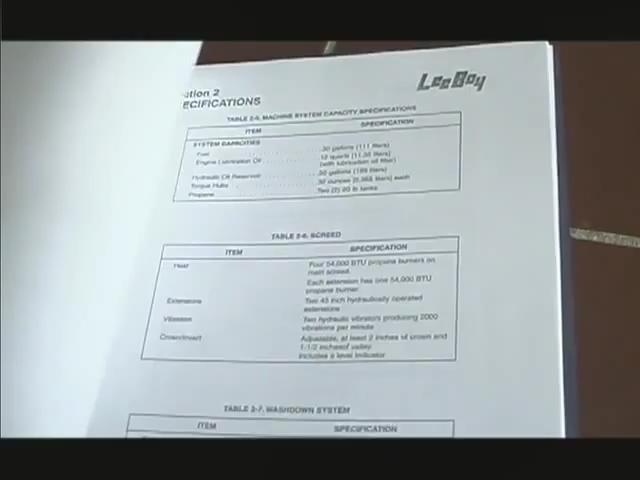 LeeBoy
ction 2
ECIFICATIONS
TABLE 2-5. MACHINE SYSTEM CAPACITY SPECIFICATIONS
ITEM SPECIFICATION
SYSTEM CAPACITIES
Fuel 30 gallons (111 liters)
Engine Lubrication Oil 12 quarts (11.35 liters)
(with lubrication oil filter)
Hydraulic Oil Reservoir gallons (189 liters)
Torque Hubs 30 ounces each
Propane Two (2) 20 lb tanks
TABLE 2-6. SCREED
ITEM SPECIFICATION
Heat Four 54,000 BTU propane burners on
main screed.
Each extension has one 54,000 BTU
propane burner.
Extensions Two 45 inch hydraulically operated
extensions
Vibration Two hydraulic vibrators producing 2000
vibrations per minute
Crown/Invert Adjustable, at least 2 inches of crown and
1-1/2 inches of valley.
Includes a level indicator
TABLE 2-7. WASHDOWN SYSTEM
ITEM SPECIFICATION